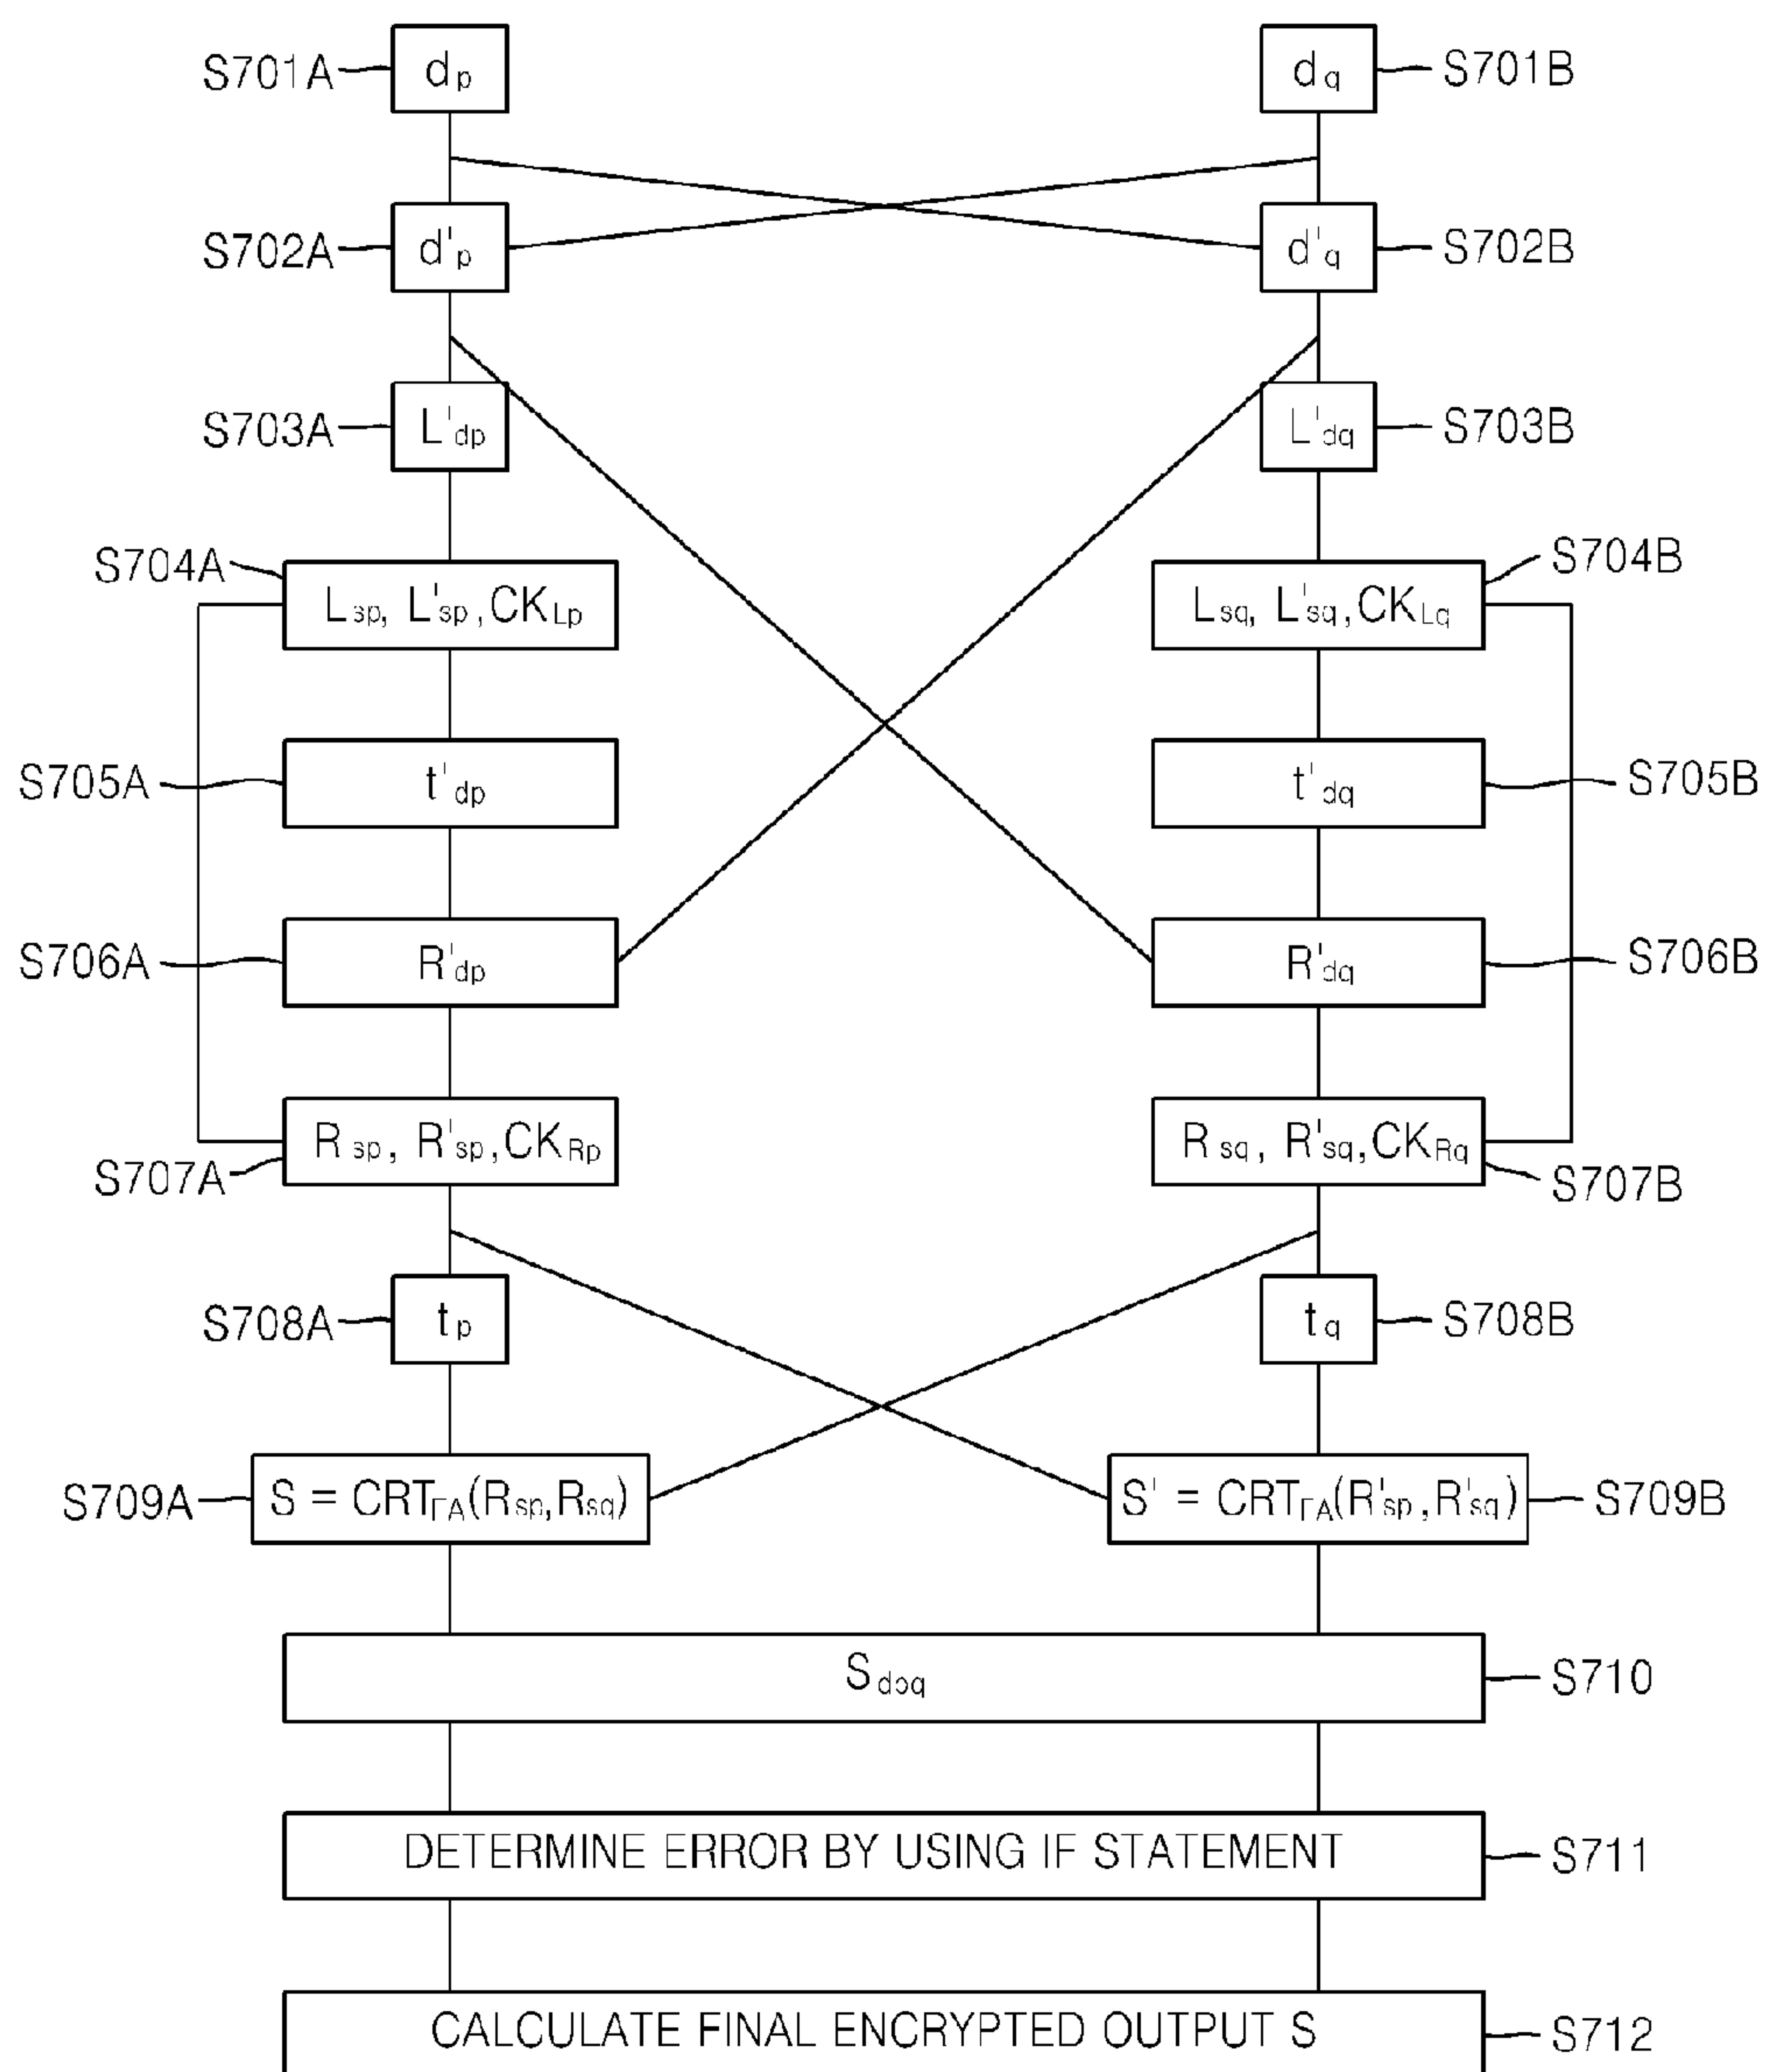 S701A dp dq S701B
S702A d'p d'q S702B
S703A L'dp L'dq S703B
S704A Lsp, L'sp, CKLp Lsq, L'sq, CKLq S704B
S705A t'dp t'dq S705B
S706A R'dp R'dq S706B
S707A Rsp, R'sp, CKRp Rsq, R'sq, CKRq S707B
S708A tp tq S708B
S709A S = CRTFA(Rsp,Rsq) S' = CRTFA(R'sp,R'sq) S709B
Sdpq S710
DETERMINE ERROR BY USING IF STATEMENT S711
CALCULATE FINAL ENCRYPTED OUTPUT S S712